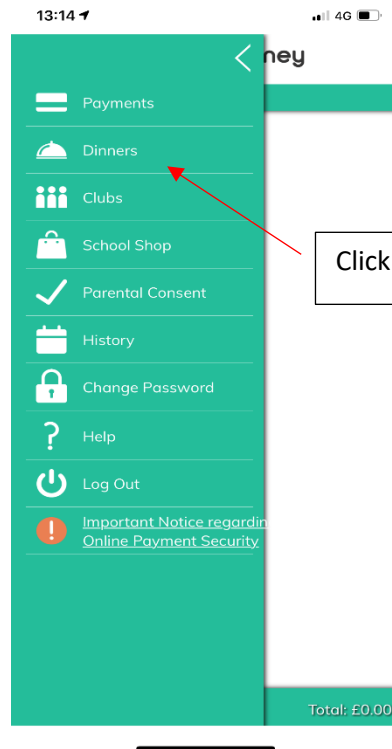 13:14
4G
ney
Payments
Dinners
Clubs
School Shop
Click
Parental Consent
History
Change Password
Help
Log Out
Important Notice regardin
Online Payment Security
Total: £0.00